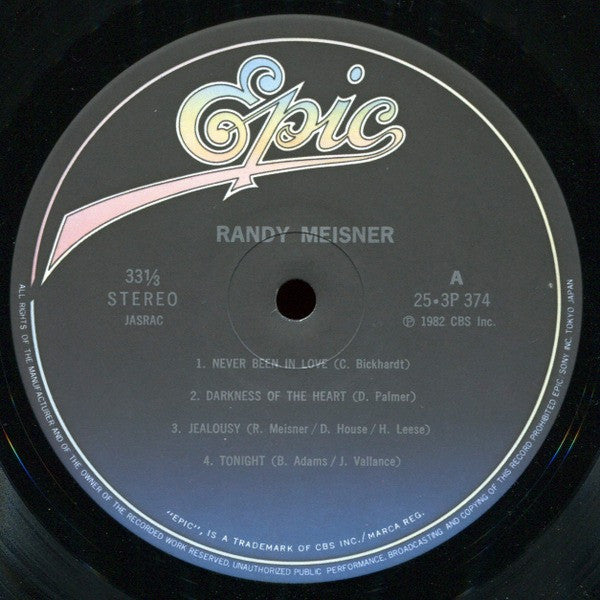 Epic
RANDY MEISNER
33⅓
STEREO
JASRAC
A
25・3P 374
Ⓟ 1982 CBS Inc.
1. NEVER BEEN IN LOVE (C. Bickhardt)
2. DARKNESS OF THE HEART (D. Palmer)
3. JEALOUSY (R. Meisner/D. House/H. Leese)
4. TONIGHT (B. Adams/J. Vallance)
"EPIC", IS A TRADEMARK OF CBS INC./MARCA REG.
ALL RIGHTS OF THE MANUFACTURER AND OF THE OWNER OF THE RECORDED WORK RESERVED, UNAUTHORIZED PUBLIC PERFORMANCE, BROADCASTING AND COPYING OF THIS RECORD PROHIBITED EPIC SONY INC. TOKYO JAPAN